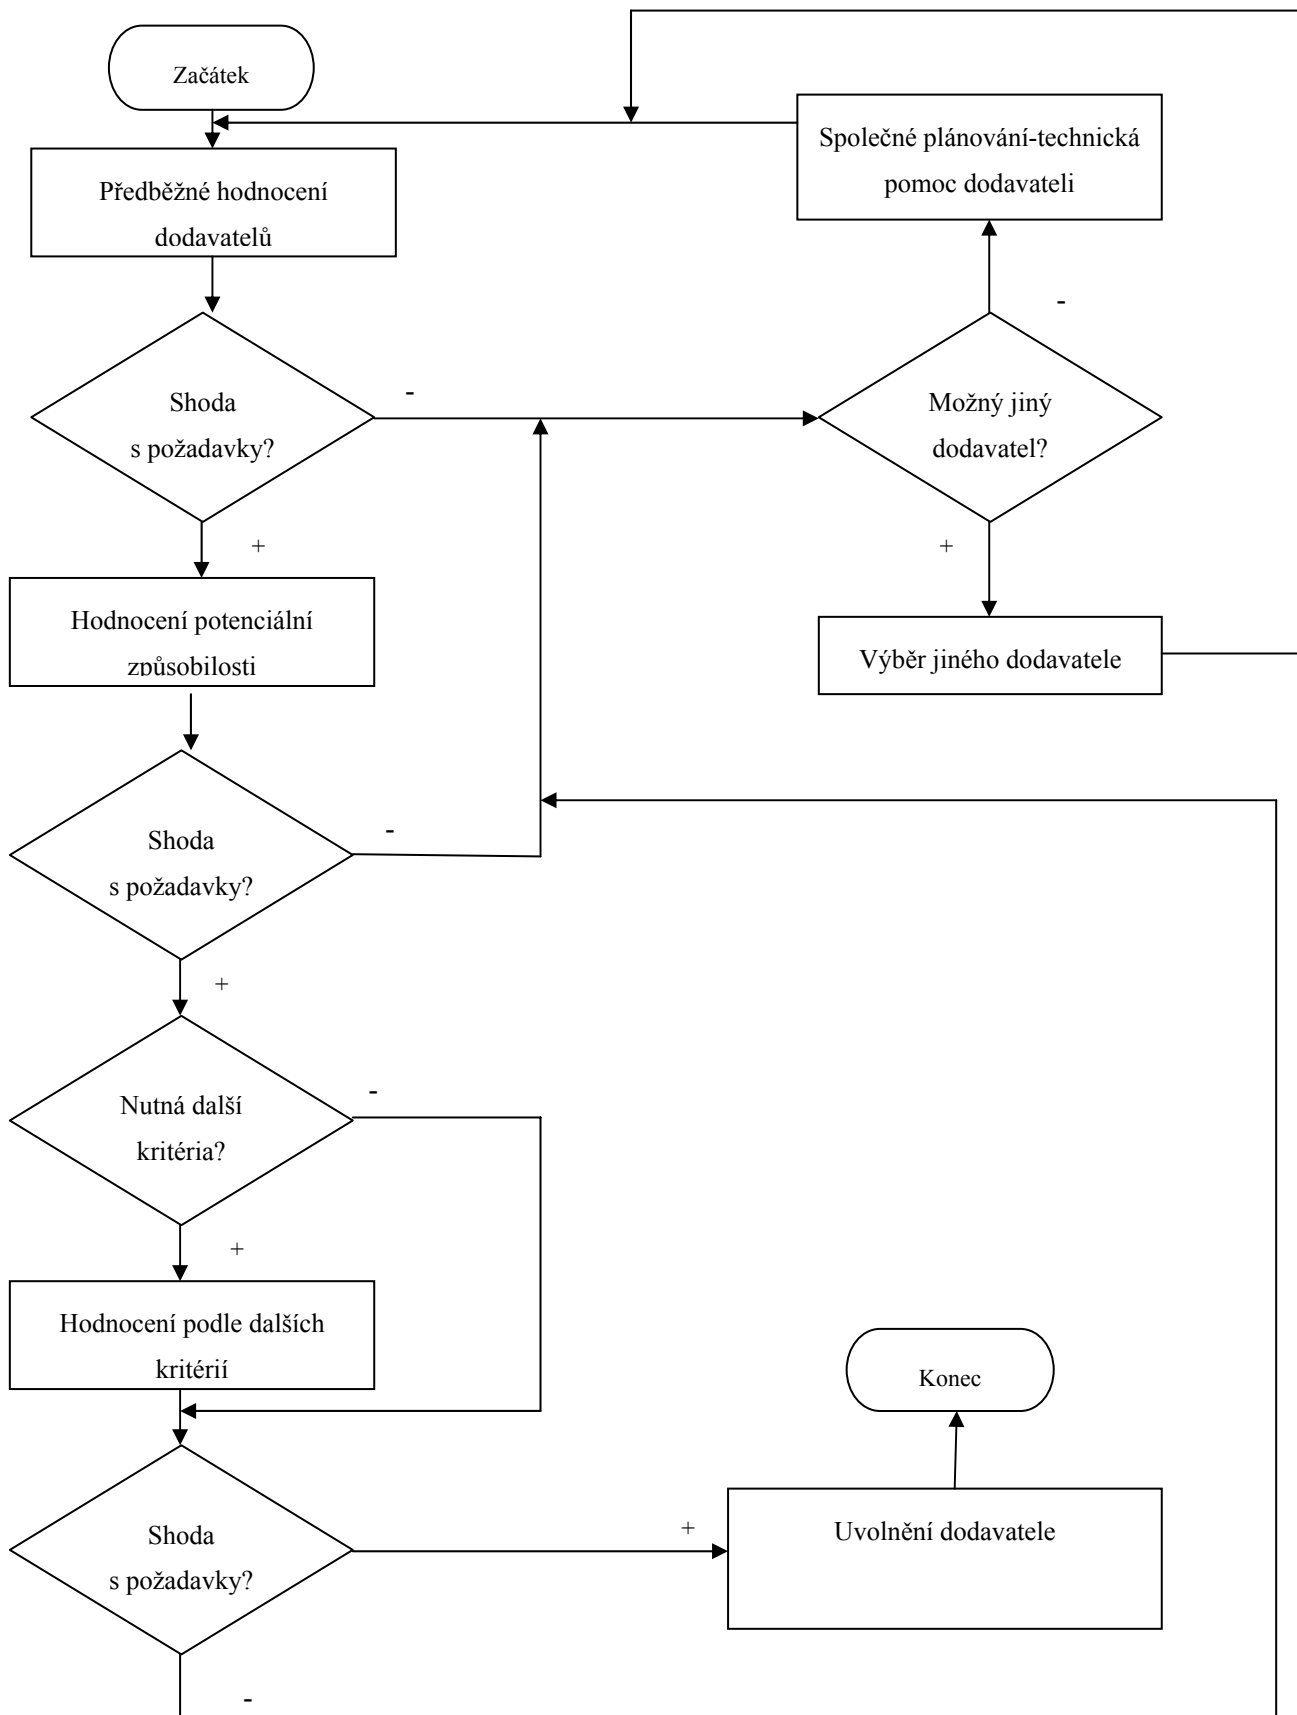 Začátek
Společné plánování-technická
pomoc dodavateli
Předběžné hodnocení
dodavatelů
-
Shoda
s požadavky?
-
Možný jiný
dodavatel?
+
+
Hodnocení potenciální
způsobilosti
Výběr jiného dodavatele
Shoda
s požadavky?
-
+
Nutná další
kritéria?
-
+
Hodnocení podle dalších
kritérií
Konec
Shoda
s požadavky?
+
Uvolnění dodavatele
-